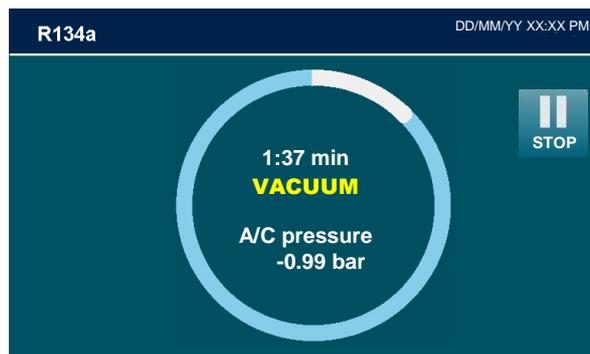 R134a
DD/MM/YY XX:XX PM
STOP
1:37 min
VACUUM
A/C pressure
-0.99 bar